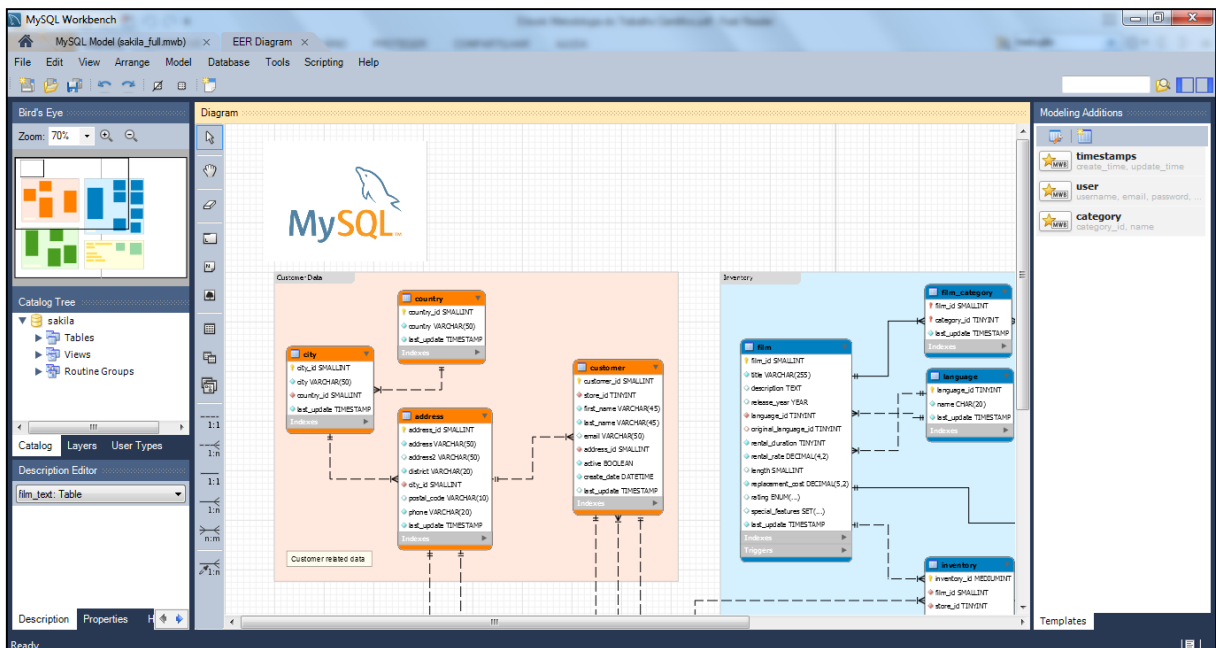 MySQL Workbench
MySQL Model (sakila_full.mwb) ×
EER Diagram ×
File Edit View Arrange Model Database Tools Scripting Help
Bird's Eye
Zoom: 70%
Catalog Tree
sakila
Tables
Views
Routine Groups
Catalog Layers User Types
Description Editor
film_text: Table
Description Properties H
Ready
1:1
1:n
1:1
1:n
n:m
1:n
Diagram
MySQL
Customer Data
country
country_id SMALLINT
country VARCHAR(50)
last_update TIMESTAMP
Indexes
city
city_id SMALLINT
city VARCHAR(50)
country_id SMALLINT
last_update TIMESTAMP
Indexes
address
address_id SMALLINT
address VARCHAR(50)
address2 VARCHAR(50)
district VARCHAR(20)
city_id SMALLINT
postal_code VARCHAR(10)
phone VARCHAR(20)
last_update TIMESTAMP
Indexes
customer
customer_id SMALLINT
store_id TINYINT
first_name VARCHAR(45)
last_name VARCHAR(45)
email VARCHAR(50)
address_id SMALLINT
active BOOLEAN
create_date DATETIME
last_update TIMESTAMP
Indexes
Customer related data
Inventory
film
film_id SMALLINT
title VARCHAR(255)
description TEXT
release_year YEAR
language_id TINYINT
original_language_id TINYINT
rental_duration TINYINT
rental_rate DECIMAL(4,2)
length SMALLINT
replacement_cost DECIMAL(5,2)
rating ENUM(...)
special_features SET(...)
last_update TIMESTAMP
Indexes
Triggers
film_category
film_id SMALLINT
category_id TINYINT
last_update TIMESTAMP
Indexes
language
language_id TINYINT
name CHAR(20)
last_update TIMESTAMP
Indexes
inventory
inventory_id MEDIUMINT
film_id SMALLINT
store_id TINYINT
Modeling Additions
timestamps
create_time, update_time
user
username, email, password, ...
category
category_id, name
Templates